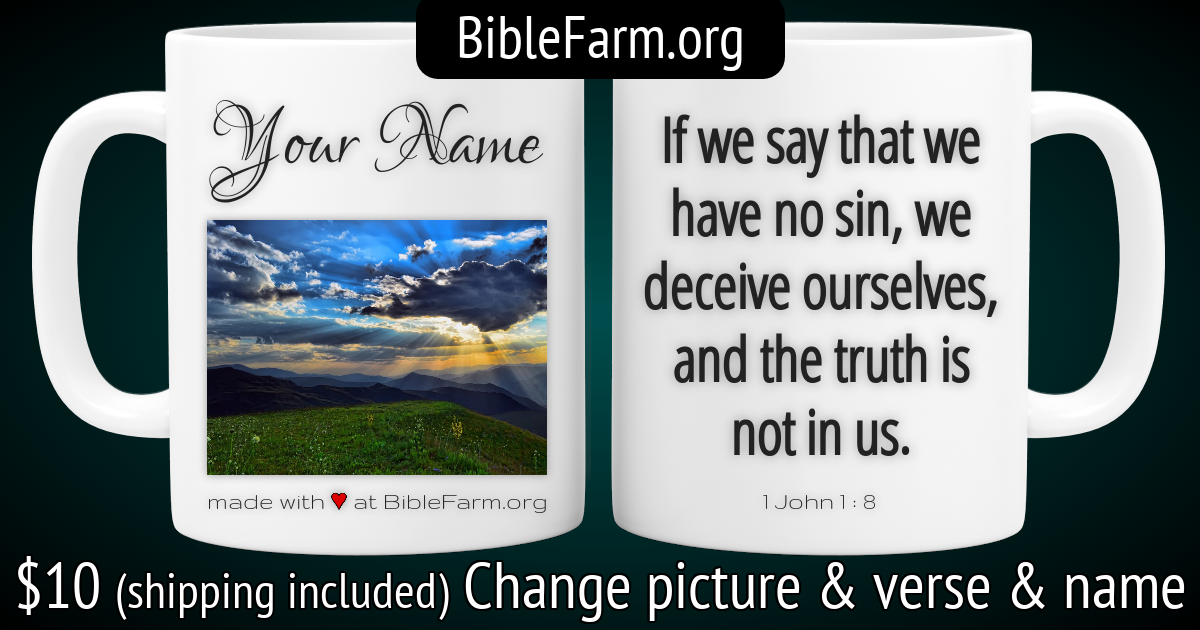 BibleFarm.org
Your Name
made with ♥ at BibleFarm.org
If we say that we
have no sin, we
deceive ourselves,
and the truth is
not in us.
1 John 1 : 8
$10 (shipping included) Change picture & verse & name